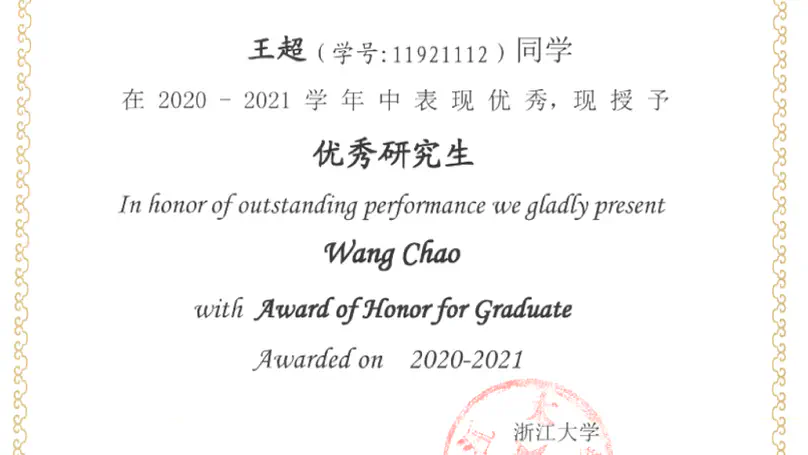 王超（学号:11921112）同学
在 2020 - 2021 学 年 中 表 现 优 秀, 现 授 予
优秀研究生
In honor of outstanding performance we gladly present
Wang Chao
with Award of Honor for Graduate
Awarded on 2020-2021
浙江大学